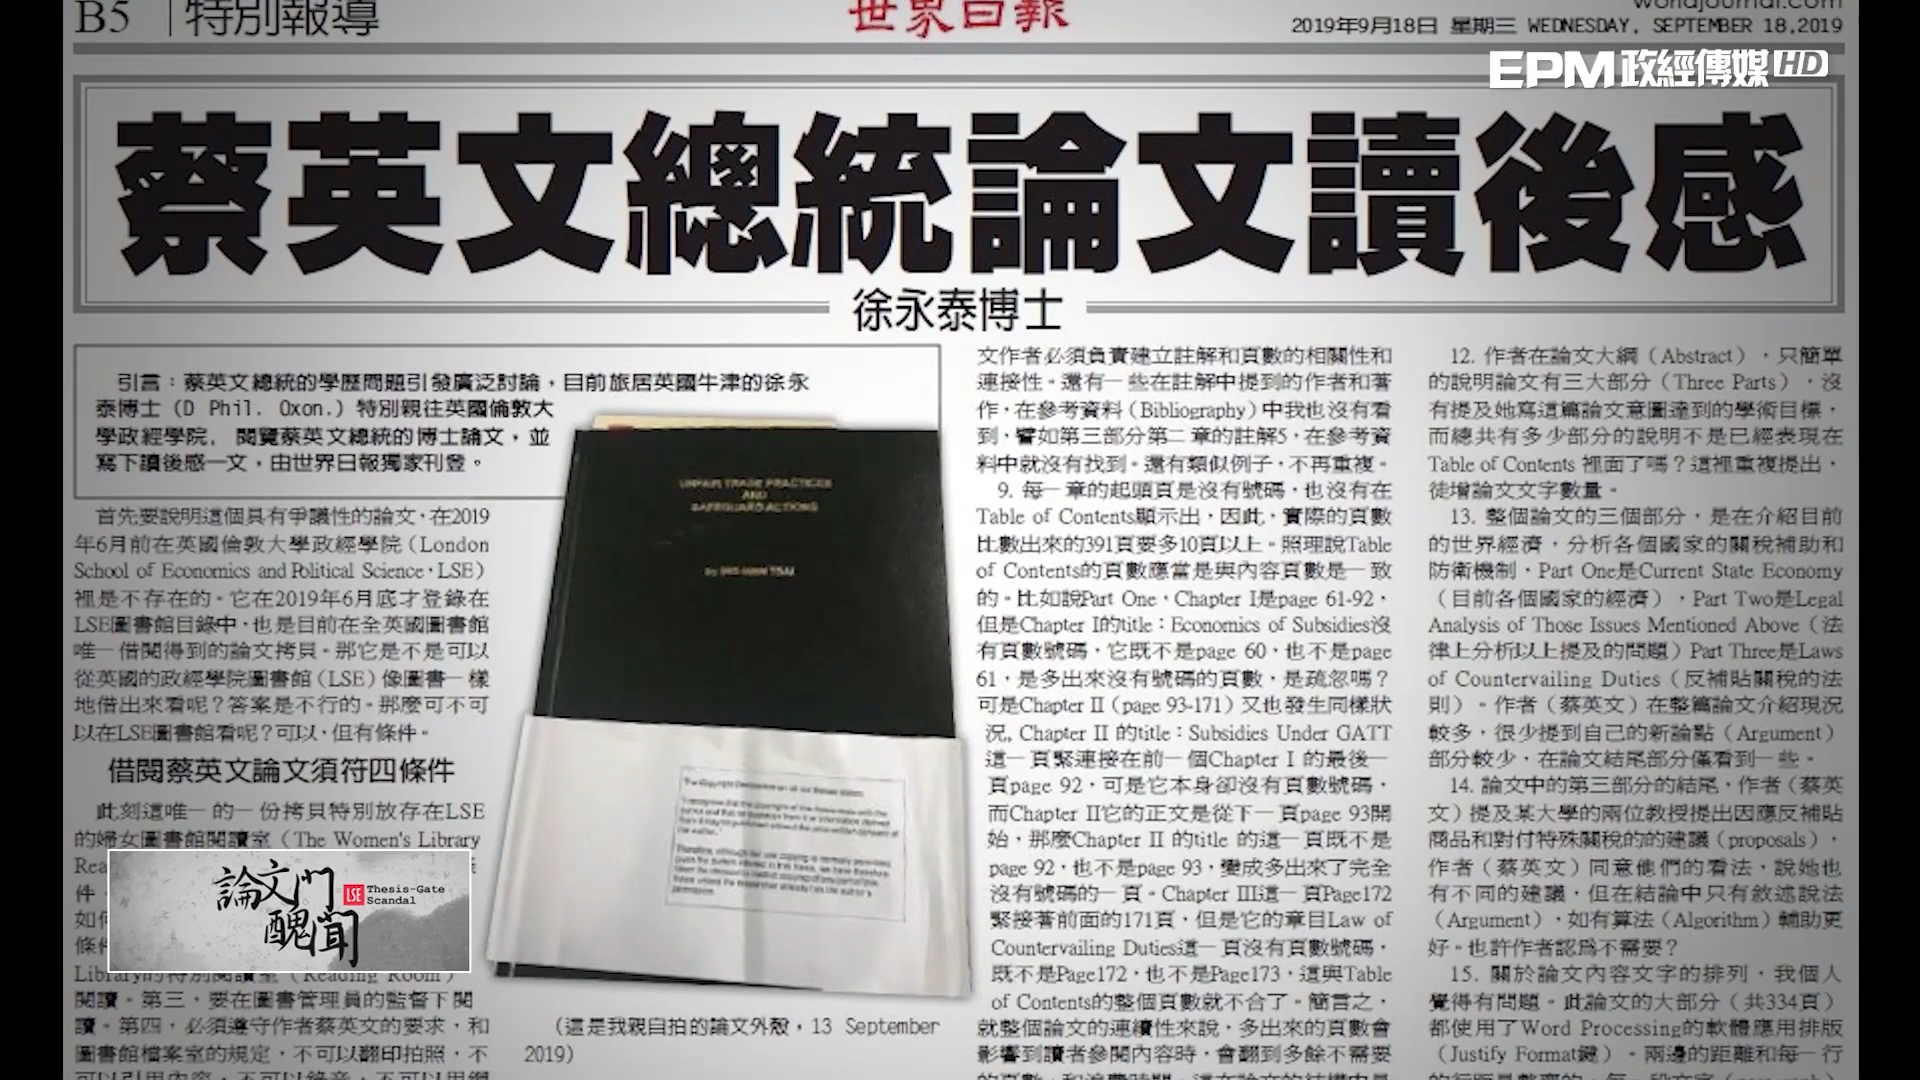 B5 特別報導
世界日報
worldjournal.com
2019年9月18日 星期三 WEDNESDAY, SEPTEMBER 18,2019
EPM政經傳媒HD
蔡英文總統論文讀後感
徐永泰博士
引言：蔡英文總統的學歷問題引發廣泛討論，目前旅居英國牛津的徐永
泰博士（D Phil. Oxon.）特別親往英國倫敦大
學政經學院，閱覽蔡英文總統的博士論文，並
寫下讀後感一文，由世界日報獨家刊登。
首先要說明這個具有爭議性的論文，在2019
年6月前在英國倫敦大學政經學院（London
School of Economics and Political Science，LSE）
裡是不存在的。它在2019年6月底才登錄在
LSE圖書館目錄中，也是目前在全英國圖書館
唯一借閱得到的論文拷貝。那它是不是可以
從英國的政經學院圖書館（LSE）像圖書一樣
地借出來看呢？答案是不行的。那麼可不可
以在LSE圖書館看呢？可以，但有條件。
借閱蔡英文論文須符四條件
此刻這唯一的一份拷貝特別放存在LSE
的婦女圖書館閱讀室（The Women's Library
Rea
件
如何
條件
Library的特別閱讀室（Reading Room）
閱讀。第三，要在圖書管理員的監督下閱
讀。第四，必須遵守作者蔡英文的要求，和
圖書館檔案室的規定，不可以翻印拍照，不
可以引用內容，不可以錄音，不可以用網
論文門
醜聞
LSE
Thesis-Gate
Scandal
UNFAIR TRADE PRACTICES
AND
SAFEGUARD ACTIONS
by ING-WEN TSAI
（這是我親自拍的論文外殼，13 September
2019）
文作者必須負責建立註解和頁數的相關性和
連接性。還有一些在註解中提到的作者和著
作，在參考資料（Bibliography）中我也沒有看
到，譬如第三部分第二章的註解5，在參考資
料中就沒有找到。還有類似例子，不再重複。
9. 每一章的起頭頁是沒有號碼，也沒有在
Table of Contents顯示出，因此，實際的頁數
比數出來的391頁要多10頁以上。照理說Table
of Contents的頁數應當是與內容頁數是一致
的。比如說Part One，Chapter I是page 61-92，
但是Chapter I的title：Economics of Subsidies沒
有頁數號碼，它既不是page 60，也不是page
61，是多出來沒有號碼的頁數，是疏忽嗎？
可是Chapter II（page 93-171）又也發生同樣狀
況，Chapter II 的title：Subsidies Under GATT
這一頁緊連接在前一個Chapter I 的最後一
頁page 92，可是它本身卻沒有頁數號碼，
而Chapter II它的正文是從下一頁page 93開
始，那麼Chapter II 的title 的這一頁既不是
page 92，也不是page 93，變成多出來了完全
沒有號碼的一頁。Chapter III這一頁Page172
緊接著前面的171頁，但是它的章目Law of
Countervailing Duties這一頁沒有頁數號碼，
既不是Page172，也不是Page173，這與Table
of Contents的整個頁數就不合了。簡言之，
就整個論文的連續性來說，多出來的頁數會
影響到讀者參閱內容時，會翻到多餘不需要
12. 作者在論文大綱（Abstract），只簡單
的說明論文有三大部分（Three Parts），沒
有提及她寫這篇論文意圖達到的學術目標，
而總共有多少部分的說明不是已經表現在
Table of Contents 裡面了嗎？這裡重複提出，
徒增論文文字數量。
13. 整個論文的三個部分，是在介紹目前
的世界經濟，分析各個國家的關稅補助和
防衛機制，Part One是Current State Economy
（目前各個國家的經濟），Part Two是Legal
Analysis of Those Issues Mentioned Above（法
律上分析以上提及的問題）Part Three是Laws
of Countervailing Duties（反補貼關稅的法
則）。作者（蔡英文）在整篇論文介紹現況
較多，很少提到自己的新論點（Argument）
部分較少，在論文結尾部分僅看到一些。
14. 論文中的第三部分的結尾，作者（蔡英
文）提及某大學的兩位教授提出因應反補貼
商品和對付特殊關稅的的建議（proposals），
作者（蔡英文）同意他們的看法，說她也
有不同的建議，但在結論中只有敘述說法
（Argument），如有算法（Algorithm）輔助更
好。也許作者認為不需要？
15. 關於論文內容文字的排列，我個人
覺得有問題。此論文的大部分（共334頁）
都使用了Word Processing的軟體應用排版
（Justify Format鍵）。兩邊的距離和每一行